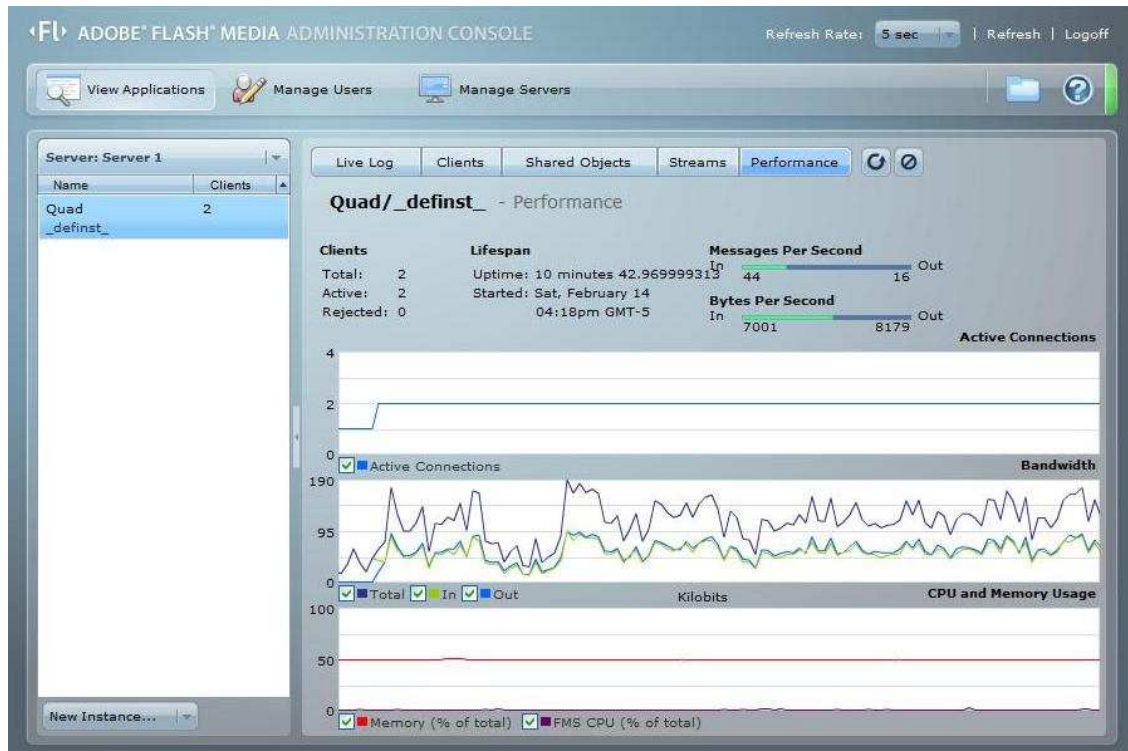 Fl ADOBE® FLASH® MEDIA ADMINISTRATION CONSOLE
Refresh Rate: 5 sec | Refresh | Logoff
View Applications Manage Users Manage Servers
Server: Server 1
Name Clients
Quad 2
_definst_
New Instance...
Live Log Clients Shared Objects Streams Performance
Quad/_definst_ - Performance
Clients
Total: 2
Active: 2
Rejected: 0
Lifespan
Uptime: 10 minutes 42.969999313
Started: Sat, February 14
04:18pm GMT-5
Messages Per Second
In Out
44 16
Bytes Per Second
In Out
7001 8179
Active Connections
4
2
0
Active Connections
Bandwidth
190
95
0
Total In Out
Kilobits
CPU and Memory Usage
100
50
0
Memory (% of total) FMS CPU (% of total)